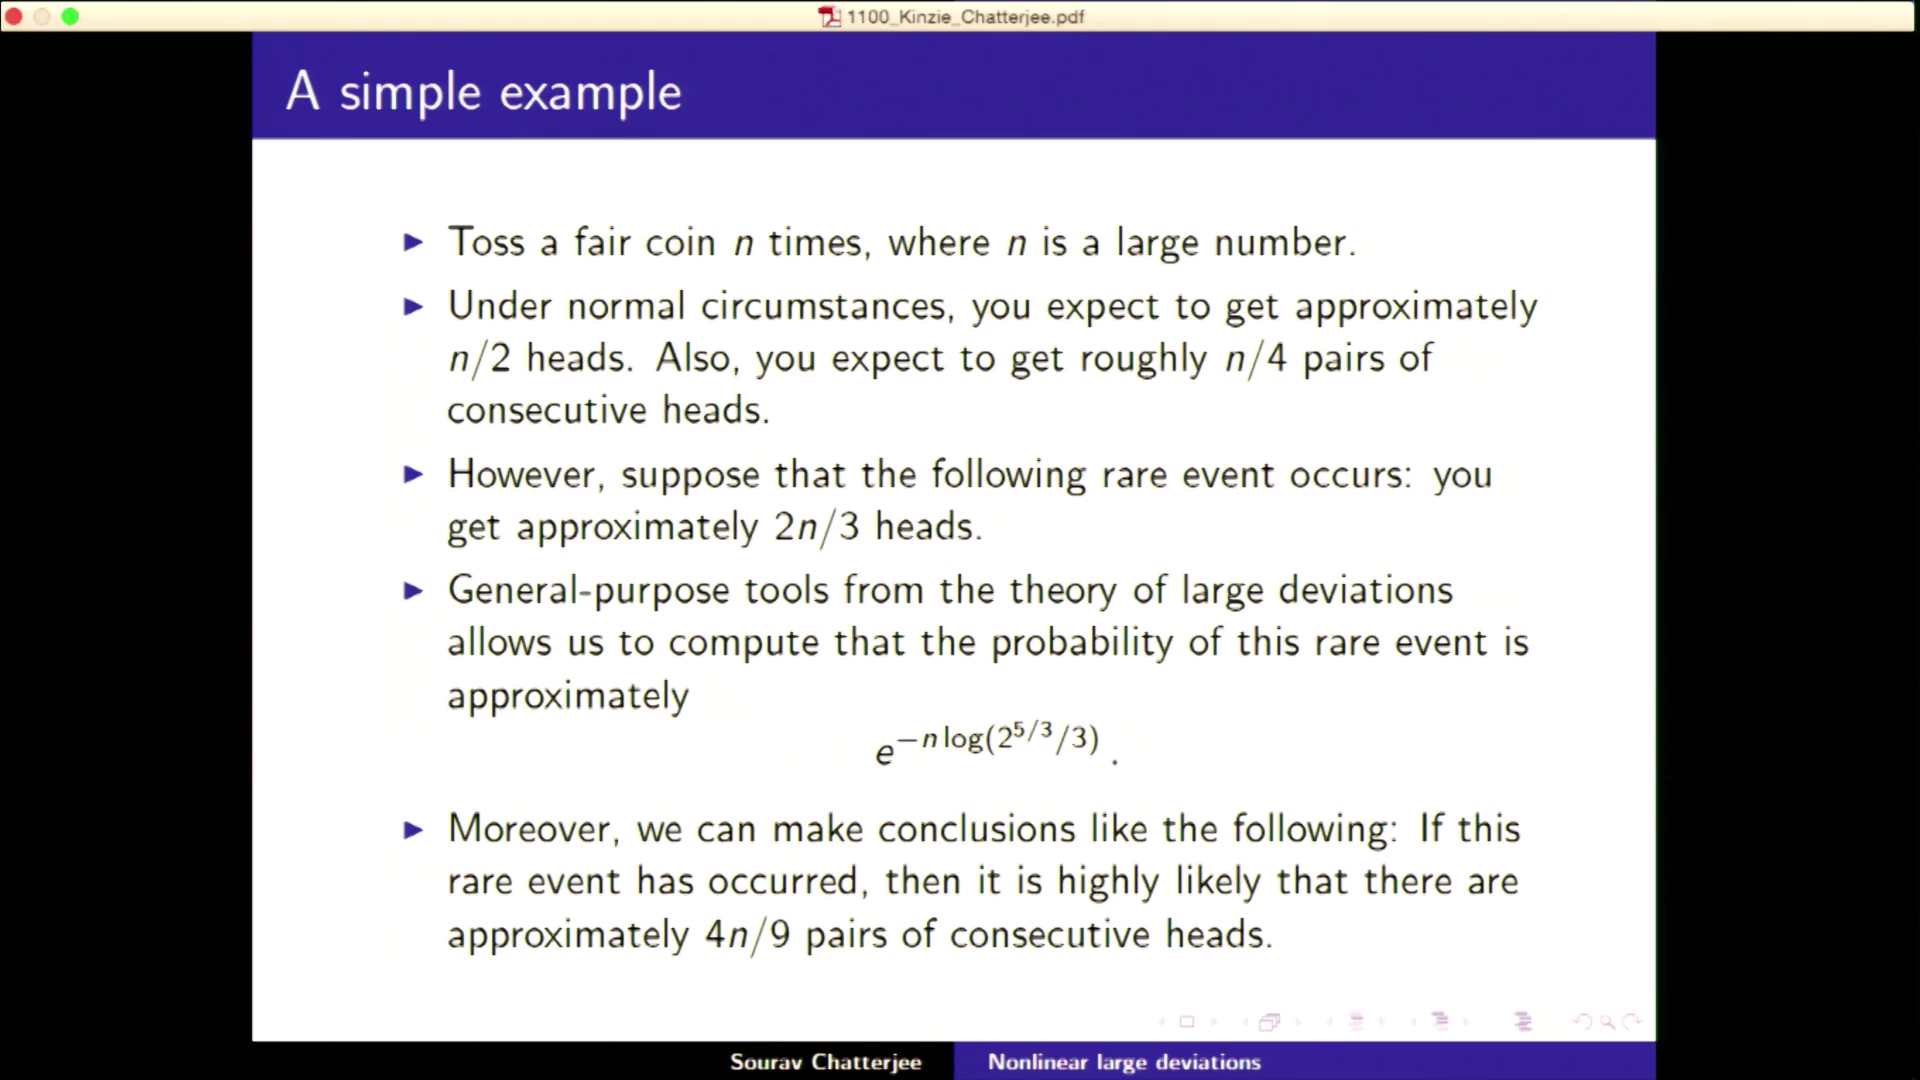 1100_Kinzie_Chatterjee.pdf
A simple example
▶ Toss a fair coin n times, where n is a large number.
▶ Under normal circumstances, you expect to get approximately
n/2 heads. Also, you expect to get roughly n/4 pairs of
consecutive heads.
▶ However, suppose that the following rare event occurs: you
get approximately 2n/3 heads.
▶ General-purpose tools from the theory of large deviations
allows us to compute that the probability of this rare event is
approximately
e^{−n log(2^{5/3}/3)}.
▶ Moreover, we can make conclusions like the following: If this
rare event has occurred, then it is highly likely that there are
approximately 4n/9 pairs of consecutive heads.
Sourav Chatterjee
Nonlinear large deviations